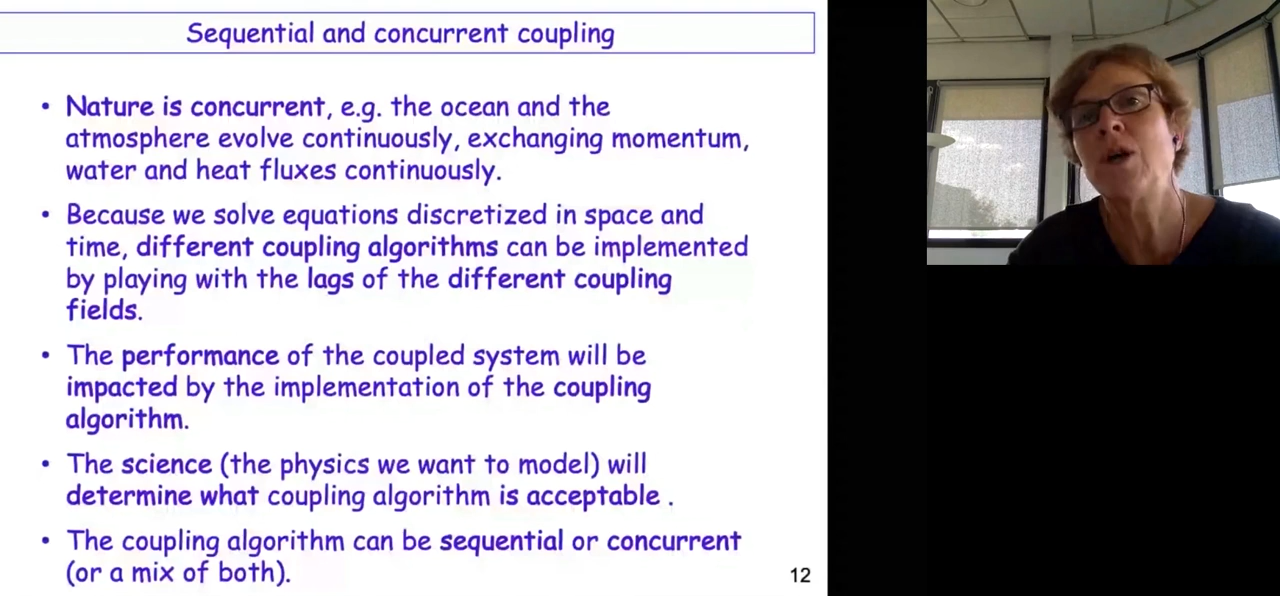 Sequential and concurrent coupling
• Nature is concurrent, e.g. the ocean and the
atmosphere evolve continuously, exchanging momentum,
water and heat fluxes continuously.
• Because we solve equations discretized in space and
time, different coupling algorithms can be implemented
by playing with the lags of the different coupling
fields.
• The performance of the coupled system will be
impacted by the implementation of the coupling
algorithm.
• The science (the physics we want to model) will
determine what coupling algorithm is acceptable .
• The coupling algorithm can be sequential or concurrent
(or a mix of both).
12